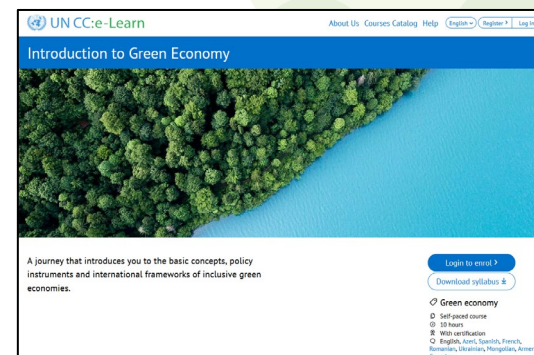 UN CC:e-Learn
About Us Courses Catalog Help English Register Log in
Introduction to Green Economy
A journey that introduces you to the basic concepts, policy
instruments and international frameworks of inclusive green
economies.
Login to enrol
Download syllabus
Green economy
Self-paced course
10 hours
With certification
English, Azeri, Spanish, French,
Romanian, Ukrainian, Mongolian,